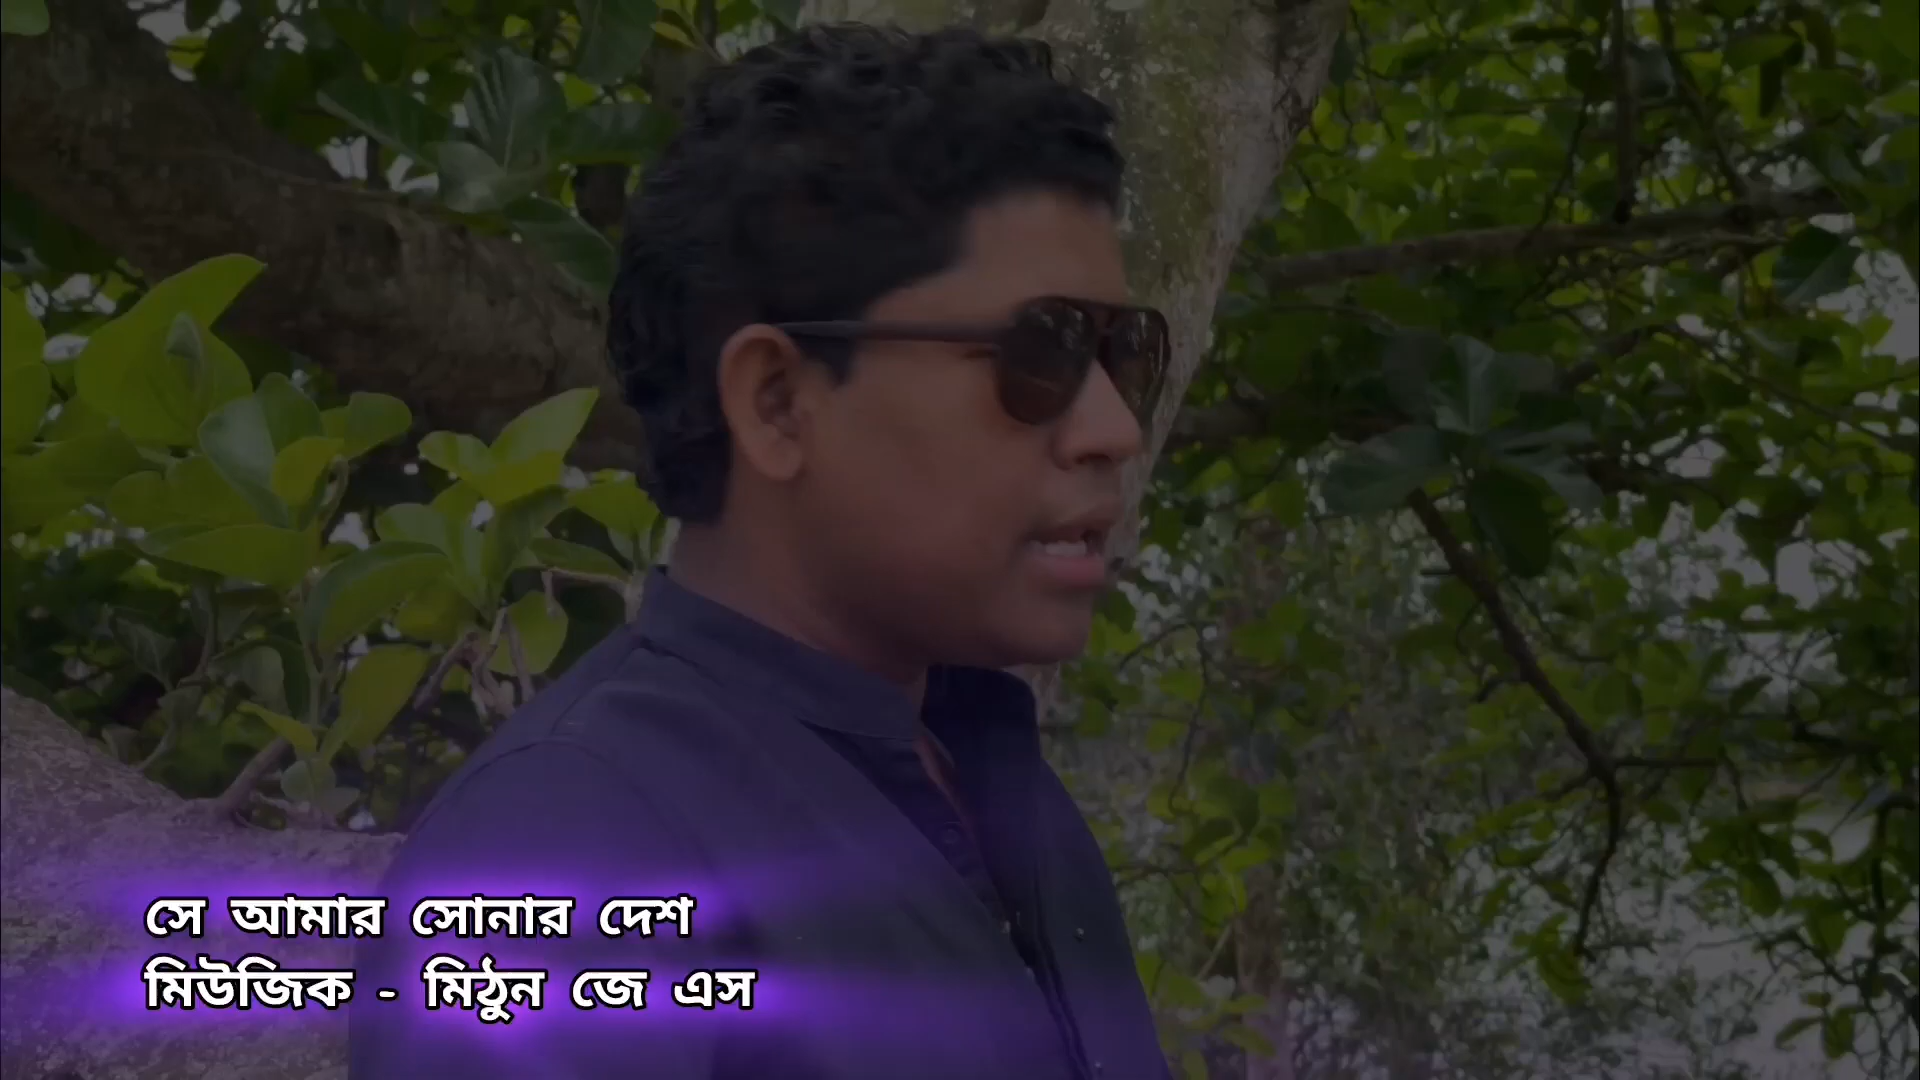 সে আমার সোনার দেশ
মিউজিক - মিঠুন জে এস